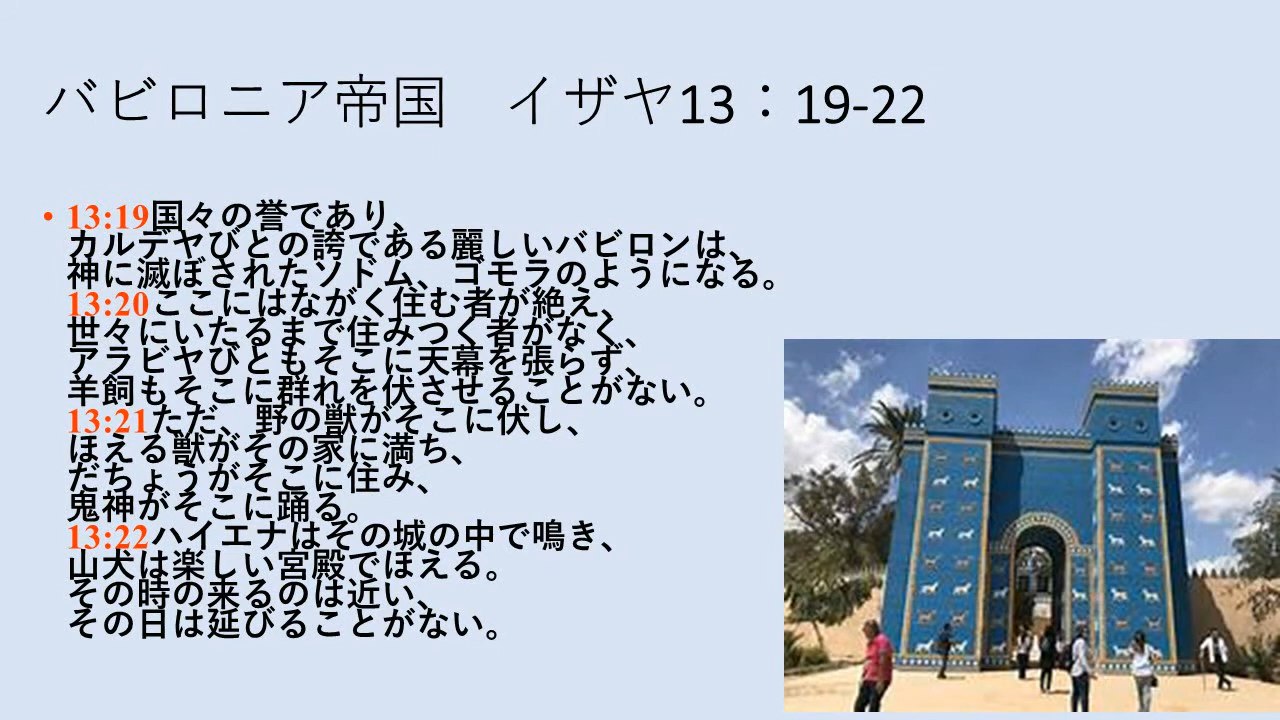 バビロニア帝国　イザヤ13：19-22
• 13:19国々の誉であり、
カルデヤびとの誇である麗しいバビロンは、
神に滅ぼされたソドム、ゴモラのようになる。
13:20ここにはながく住む者が絶え、
世々にいたるまで住みつく者がなく、
アラビヤびともそこに天幕を張らず、
羊飼もそこに群れを伏させることがない。
13:21ただ、野の獣がそこに伏し、
ほえる獣がその家に満ち、
だちょうがそこに住み、
鬼神がそこに踊る。
13:22ハイエナはその城の中で鳴き、
山犬は楽しい宮殿でほえる。
その時の来るのは近い、
その日は延びることがない。